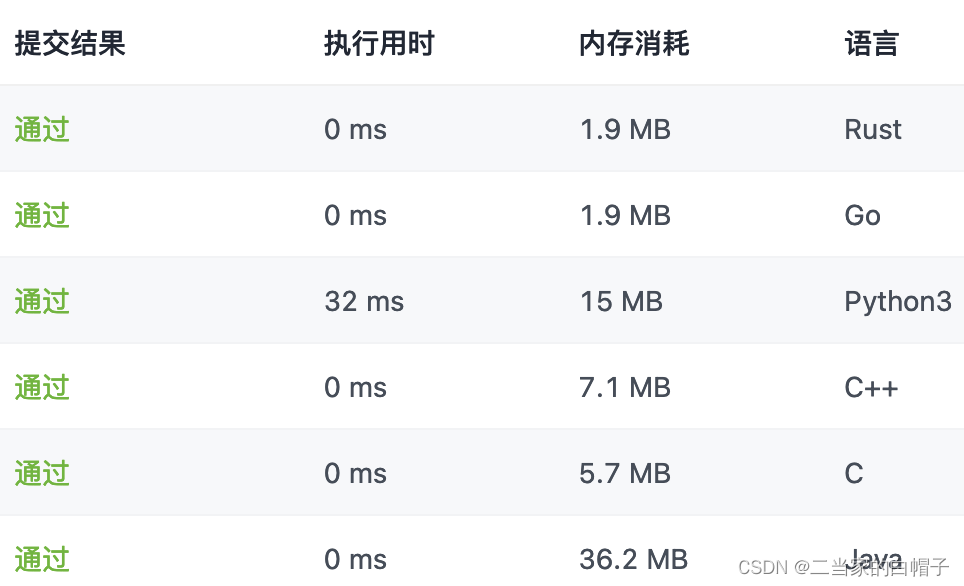 提交结果 执行用时 内存消耗 语言
通过 0 ms 1.9 MB Rust
通过 0 ms 1.9 MB Go
通过 32 ms 15 MB Python3
通过 0 ms 7.1 MB C++
通过 0 ms 5.7 MB C
通过 0 ms 36.2 MB Java
CSDN @二当家的白帽子